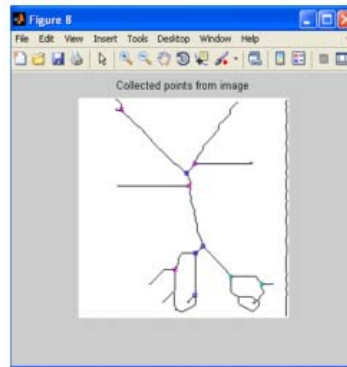 Figure 8
File Edit View Insert Tools Desktop Window Help
Collected points from image